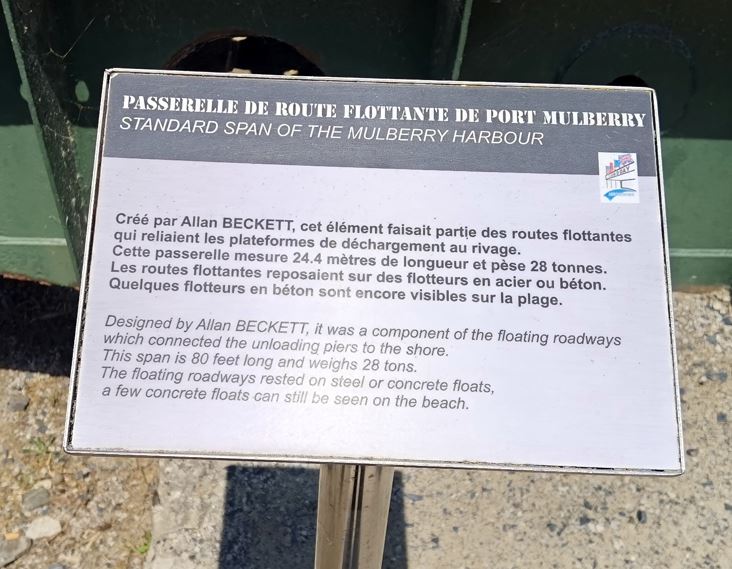 PASSERELLE DE ROUTE FLOTTANTE DE PORT MULBERRY
STANDARD SPAN OF THE MULBERRY HARBOUR
Créé par Allan BECKETT, cet élément faisait partie des routes flottantes
qui reliaient les plateformes de déchargement au rivage.
Cette passerelle mesure 24.4 mètres de longueur et pèse 28 tonnes.
Les routes flottantes reposaient sur des flotteurs en acier ou béton.
Quelques flotteurs en béton sont encore visibles sur la plage.
Designed by Allan BECKETT, it was a component of the floating roadways
which connected the unloading piers to the shore.
This span is 80 feet long and weighs 28 tons.
The floating roadways rested on steel or concrete floats,
a few concrete floats can still be seen on the beach.